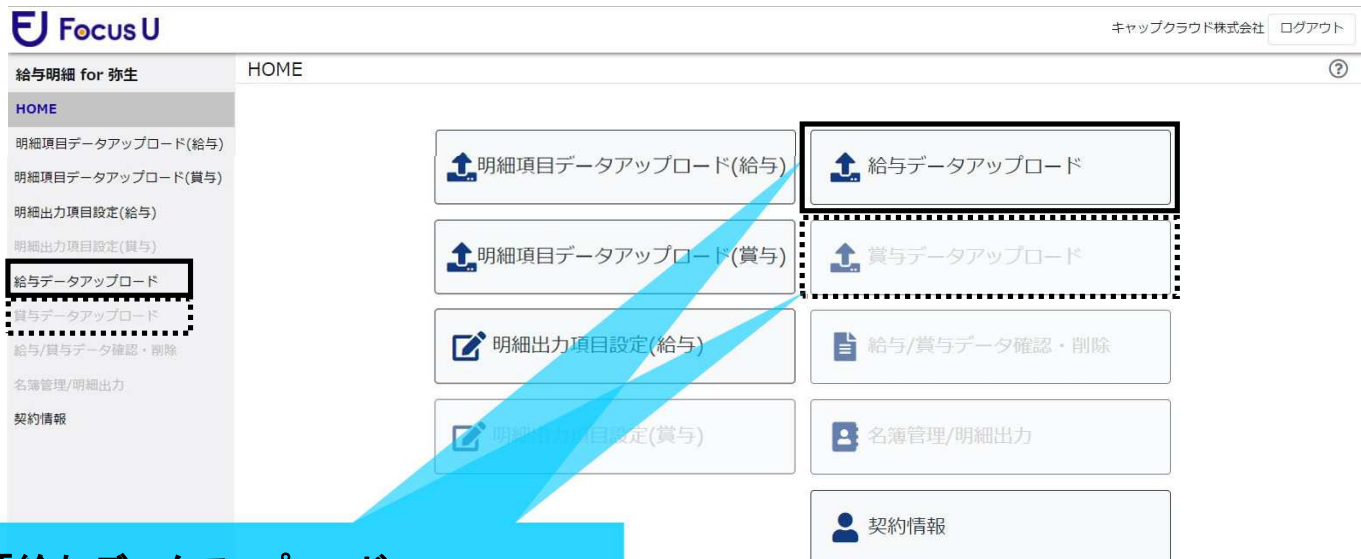 Focus U
キャップクラウド株式会社 ログアウト
給与明細 for 弥生
HOME
明細項目データアップロード(給与)
明細項目データアップロード(賞与)
明細出力項目設定(給与)
明細出力項目設定(賞与)
給与データアップロード
賞与データアップロード
給与/賞与データ確認・削除
名簿管理/明細出力
契約情報
HOME
明細項目データアップロード(給与)
給与データアップロード
明細項目データアップロード(賞与)
賞与データアップロード
明細出力項目設定(給与)
給与/賞与データ確認・削除
明細出力項目設定(賞与)
名簿管理/明細出力
契約情報